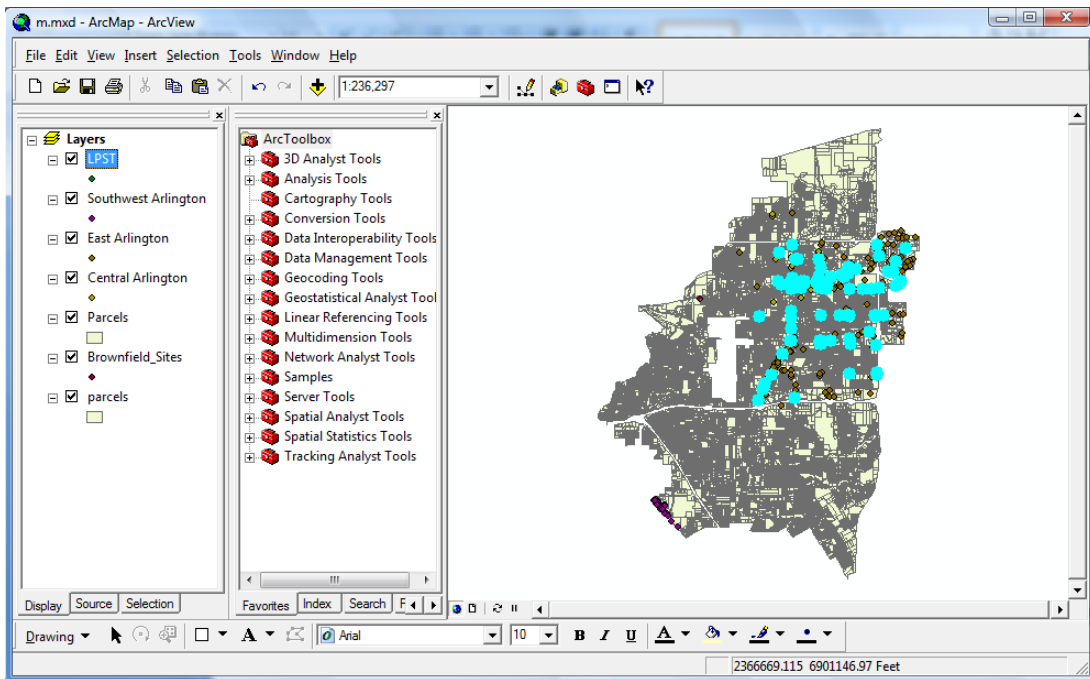 m.mxd - ArcMap - ArcView
File Edit View Insert Selection Tools Window Help
1:236,297
Layers
LPST
Southwest Arlington
East Arlington
Central Arlington
Parcels
Brownfield_Sites
parcels
Display Source Selection
ArcToolbox
3D Analyst Tools
Analysis Tools
Cartography Tools
Conversion Tools
Data Interoperability Tools
Data Management Tools
Geocoding Tools
Geostatistical Analyst Tool
Linear Referencing Tools
Multidimension Tools
Network Analyst Tools
Samples
Server Tools
Spatial Analyst Tools
Spatial Statistics Tools
Tracking Analyst Tools
Favorites Index Search F
Drawing A Arial 10 B I U A
2366669.115 6901146.97 Feet